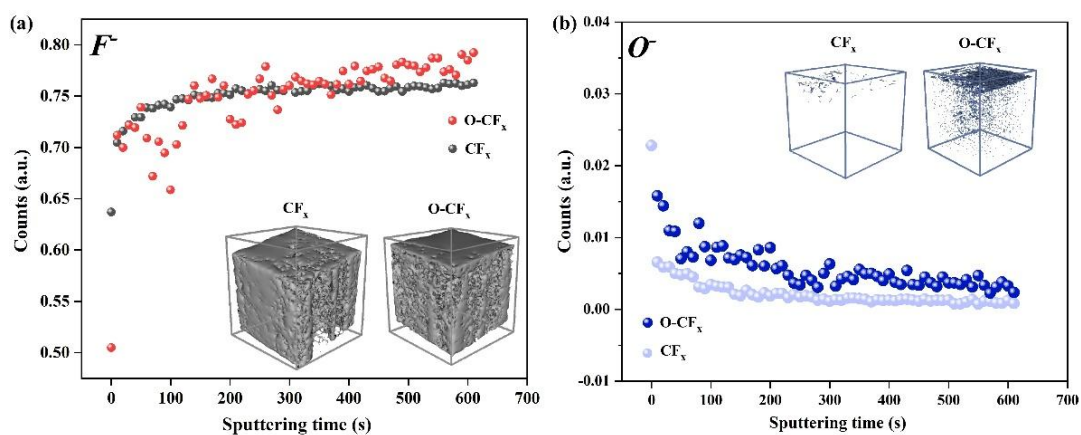 (a)
F⁻
0.80
0.75
0.70
0.65
0.60
0.55
0.50
Counts (a.u.)
O-CFₓ
CFₓ
CFₓ
O-CFₓ
0
100
200
300
400
500
600
700
Sputtering time (s)
(b)
O⁻
0.04
0.03
0.02
0.01
0.00
-0.01
Counts (a.u.)
CFₓ
O-CFₓ
O-CFₓ
CFₓ
0
100
200
300
400
500
600
700
Sputtering time (s)